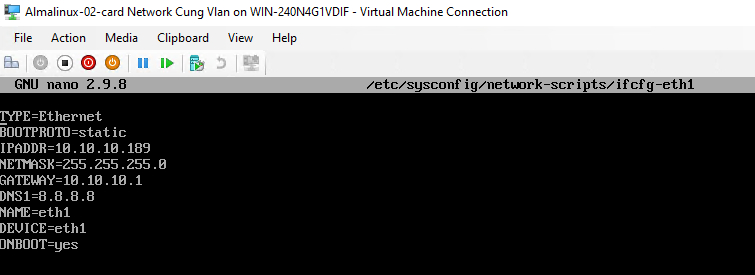 Almalinux-02-card Network Cung Vlan on WIN-240N4G1VDIF - Virtual Machine Connection
File Action Media Clipboard View Help
GNU nano 2.9.8 /etc/sysconfig/network-scripts/ifcfg-eth1
TYPE=Ethernet
BOOTPROTO=static
IPADDR=10.10.10.189
NETMASK=255.255.255.0
GATEWAY=10.10.10.1
DNS1=8.8.8.8
NAME=eth1
DEVICE=eth1
ONBOOT=yes